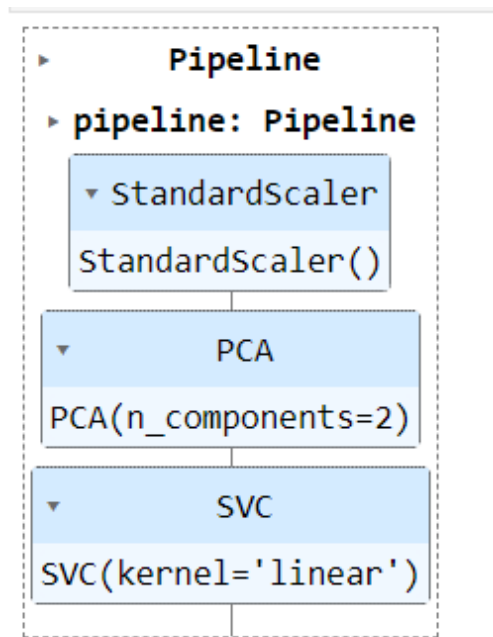 Pipeline
pipeline: Pipeline
StandardScaler
StandardScaler()
PCA
PCA(n_components=2)
SVC
SVC(kernel='linear')